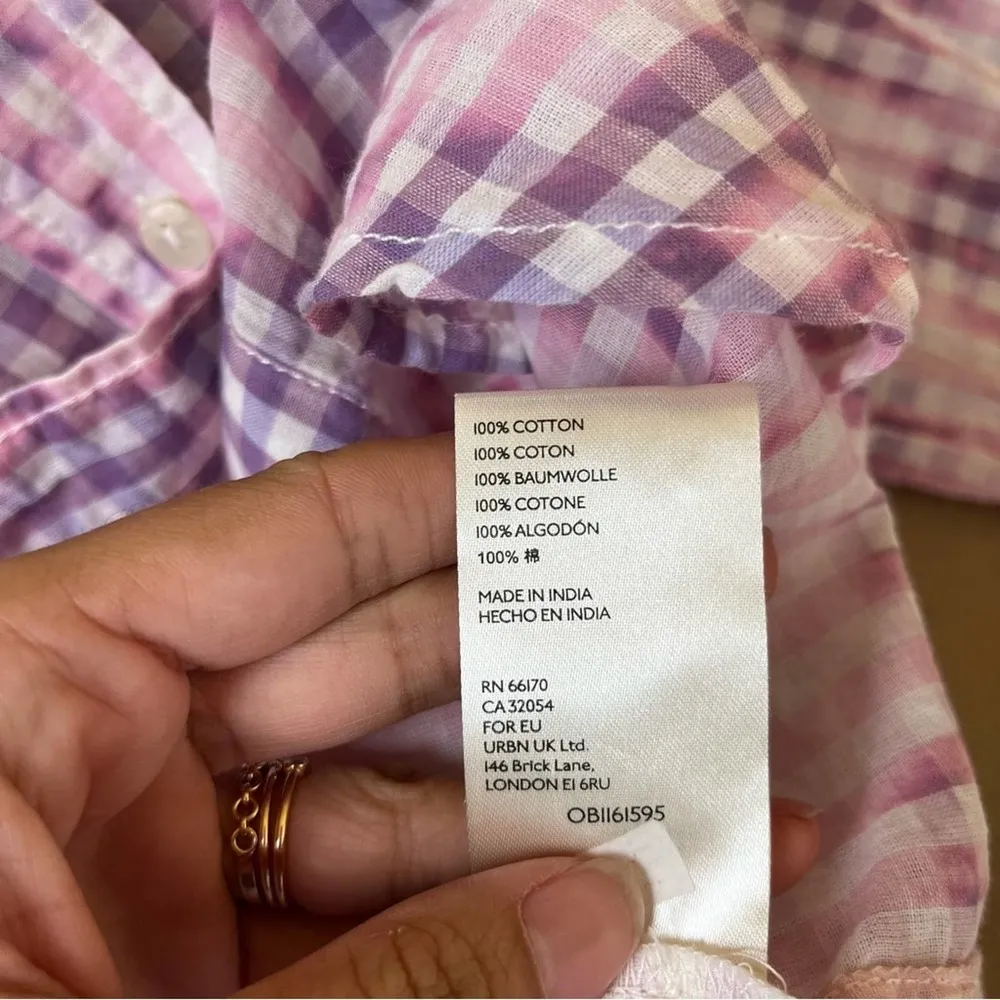 100% COTTON
100% COTON
100% BAUMWOLLE
100% COTONE
100% ALGODÓN
100% 棉
MADE IN INDIA
HECHO EN INDIA
RN 66170
CA 32054
FOR EU
URBN UK Ltd.
146 Brick Lane,
LONDON E1 6RU
OB1161595